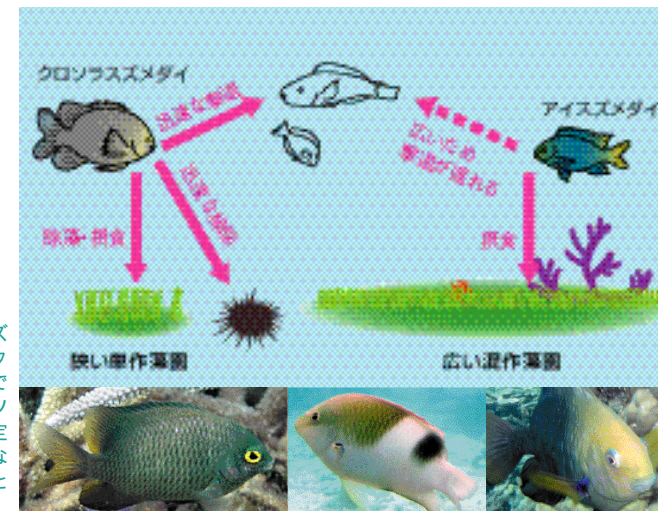 クロソラスズメダイ
アイスズメダイ
迅速な撃退
広いため
撃退が遅れる
迅速な排除
除藻・摂食
摂食
狭い単作藻園
広い混作藻園